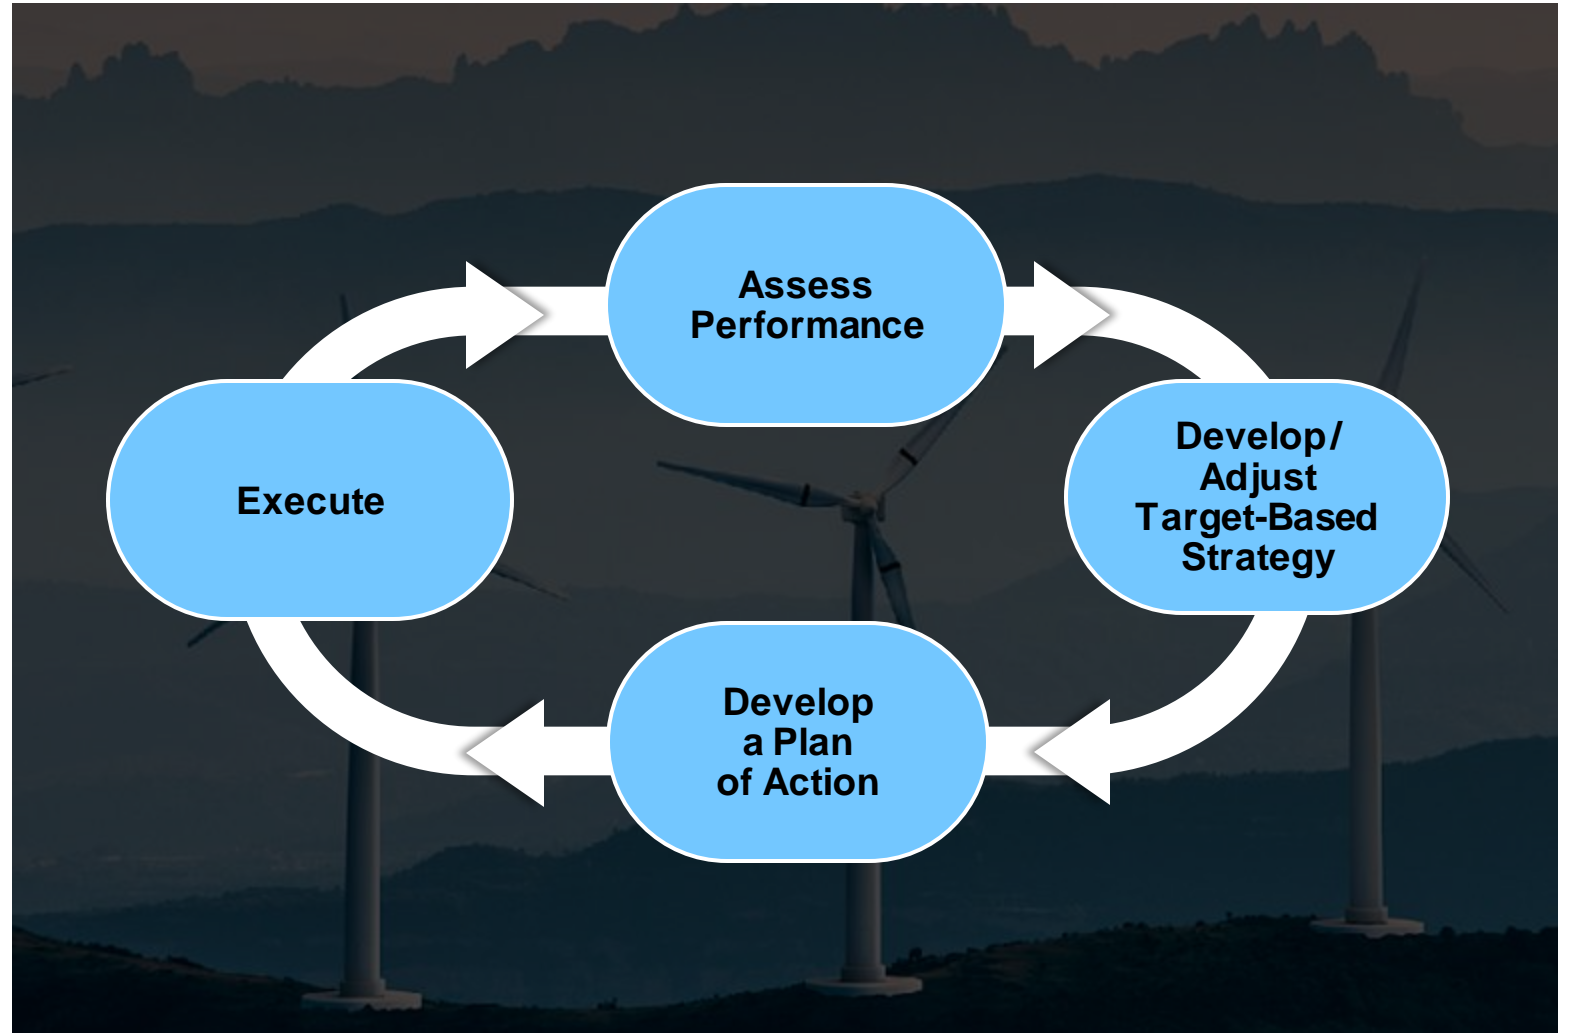 Assess
Performance
Develop/
Adjust
Target-Based
Strategy
Develop
a Plan
of Action
Execute